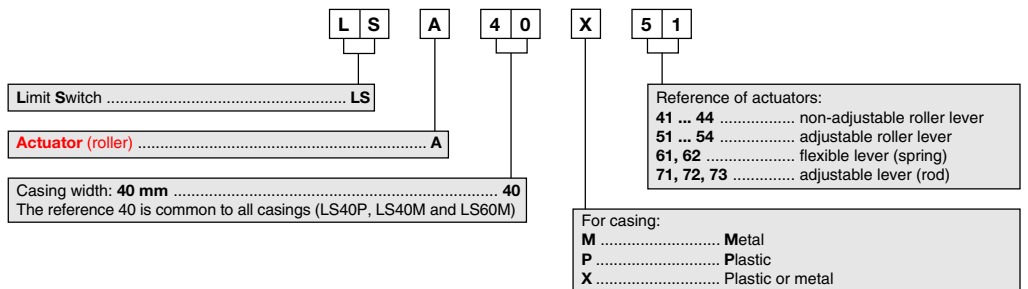 L S A 4 0 X 5 1
Limit Switch ...................................................... LS
Actuator (roller) ................................................................. A
Casing width: 40 mm ......................................................................... 40
The reference 40 is common to all casings (LS40P, LS40M and LS60M)
Reference of actuators:
41 ... 44 ................. non-adjustable roller lever
51 ... 54 ................. adjustable roller lever
61, 62 .................... flexible lever (spring)
71, 72, 73 .............. adjustable lever (rod)
For casing:
M ........................... Metal
P ............................ Plastic
X ............................ Plastic or metal